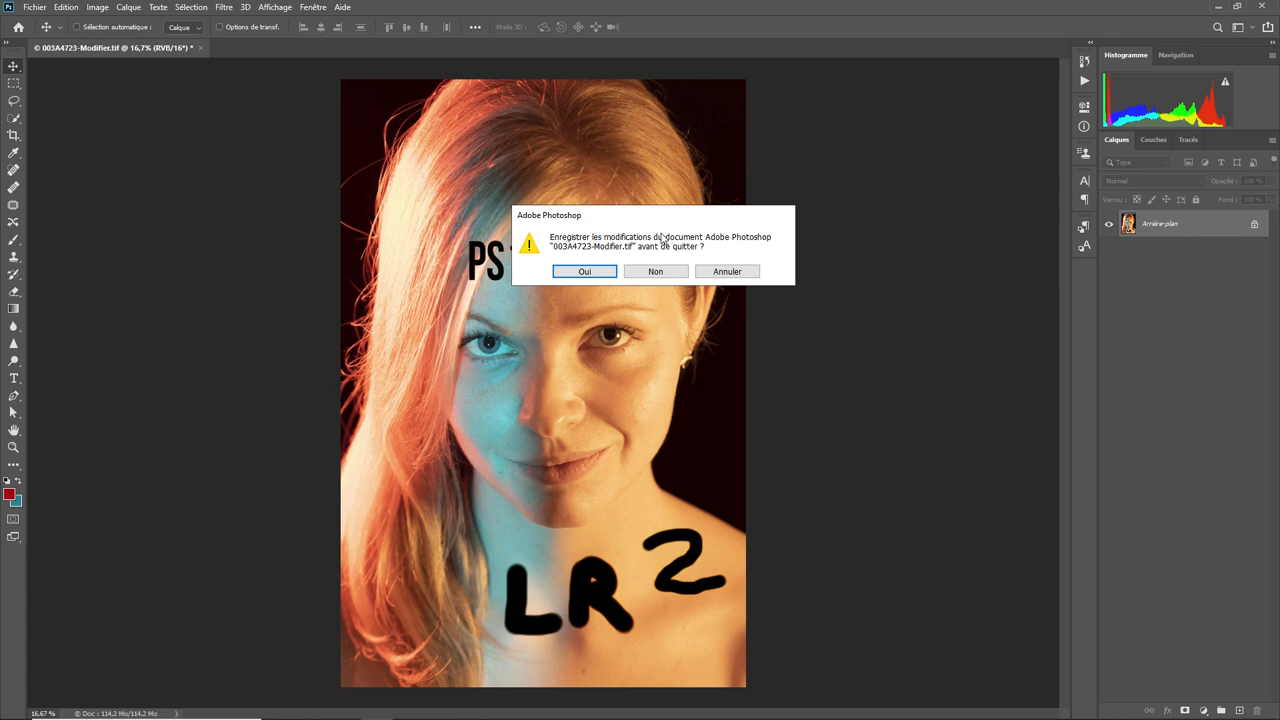 Ps Fichier Edition Image Calque Texte Sélection Filtre 3D Affichage Fenêtre Aide
Sélection automatique : Calque Options de transf. Mode 3D :
© 003A4723-Modifier.tif @ 16,7% (RVB/16*) * ×
Histogramme Navigation
Calques Couches Tracés
Type
Normal Opacité : 100 %
Verrou : Fond : 100 %
Arrière-plan
Adobe Photoshop
Enregistrer les modifications du document Adobe Photoshop
"003A4723-Modifier.tif" avant de quitter ?
Oui Non Annuler
PS
LR 2
16,67 % © Doc : 114,2 Mo/114,2 Mo